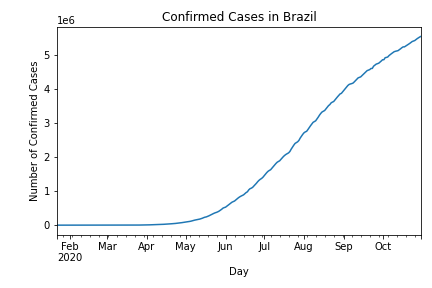 Confirmed Cases in Brazil
1e6
5
4
3
2
1
0
Number of Confirmed Cases
Feb Mar Apr May Jun Jul Aug Sep Oct
2020
Day